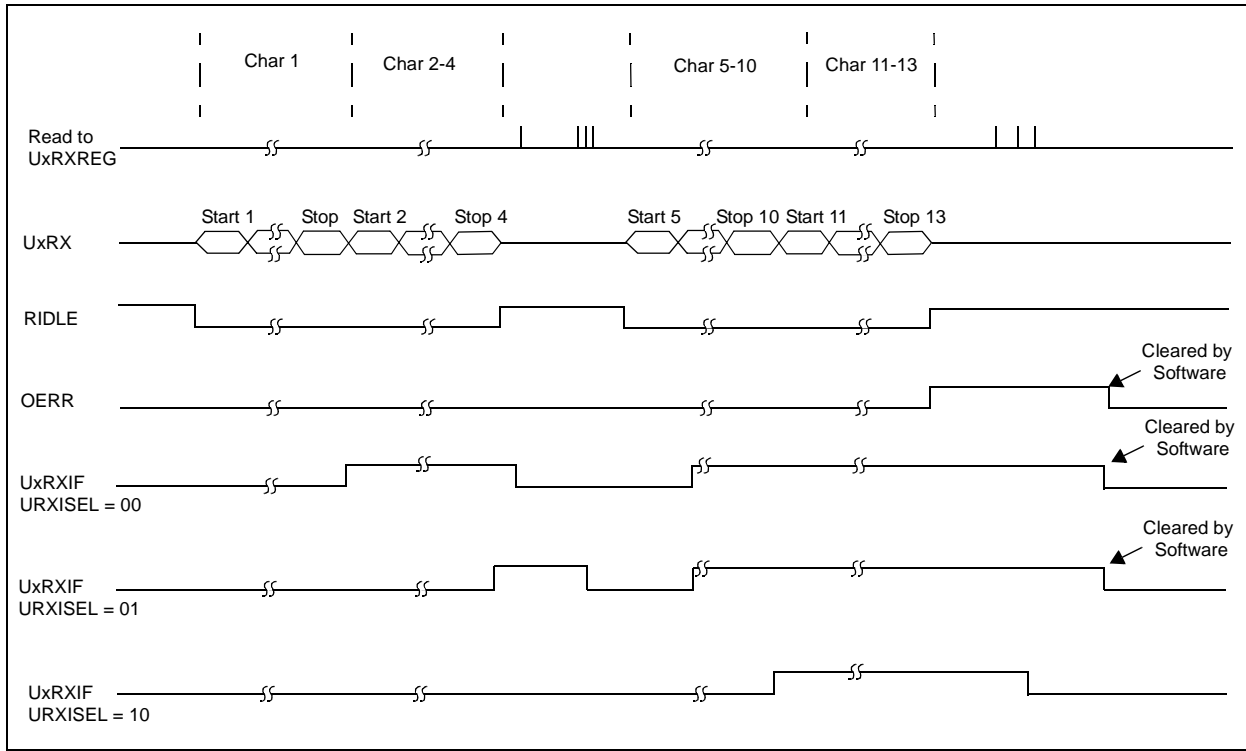 Char 1
Char 2-4
Char 5-10
Char 11-13
Read to
UxRXREG
Start 1
Stop
Start 2
Stop 4
Start 5
Stop 10
Start 11
Stop 13
UxRX
RIDLE
Cleared by
Software
OERR
Cleared by
Software
UxRXIF
URXISEL = 00
Cleared by
Software
UxRXIF
URXISEL = 01
UxRXIF
URXISEL = 10